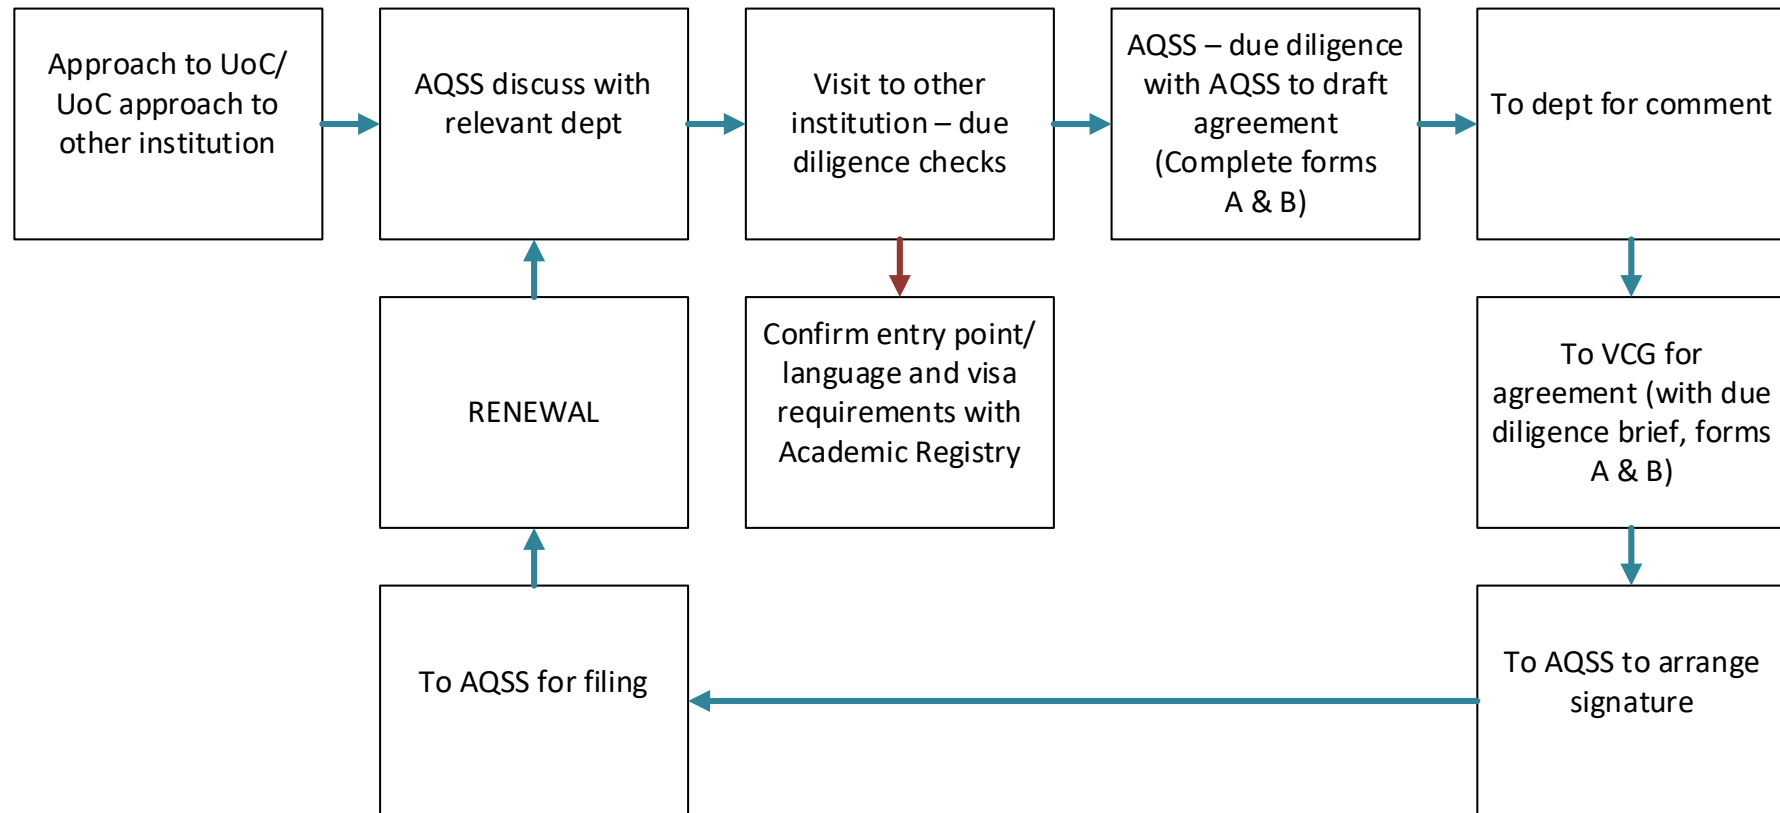 Approach to UoC/
UoC approach to
other institution
AQSS discuss with
relevant dept
Visit to other
institution – due
diligence checks
AQSS – due diligence
with AQSS to draft
agreement
(Complete forms
A & B)
To dept for comment
RENEWAL
Confirm entry point/
language and visa
requirements with
Academic Registry
To VCG for
agreement (with due
diligence brief, forms
A & B)
To AQSS for filing
To AQSS to arrange
signature